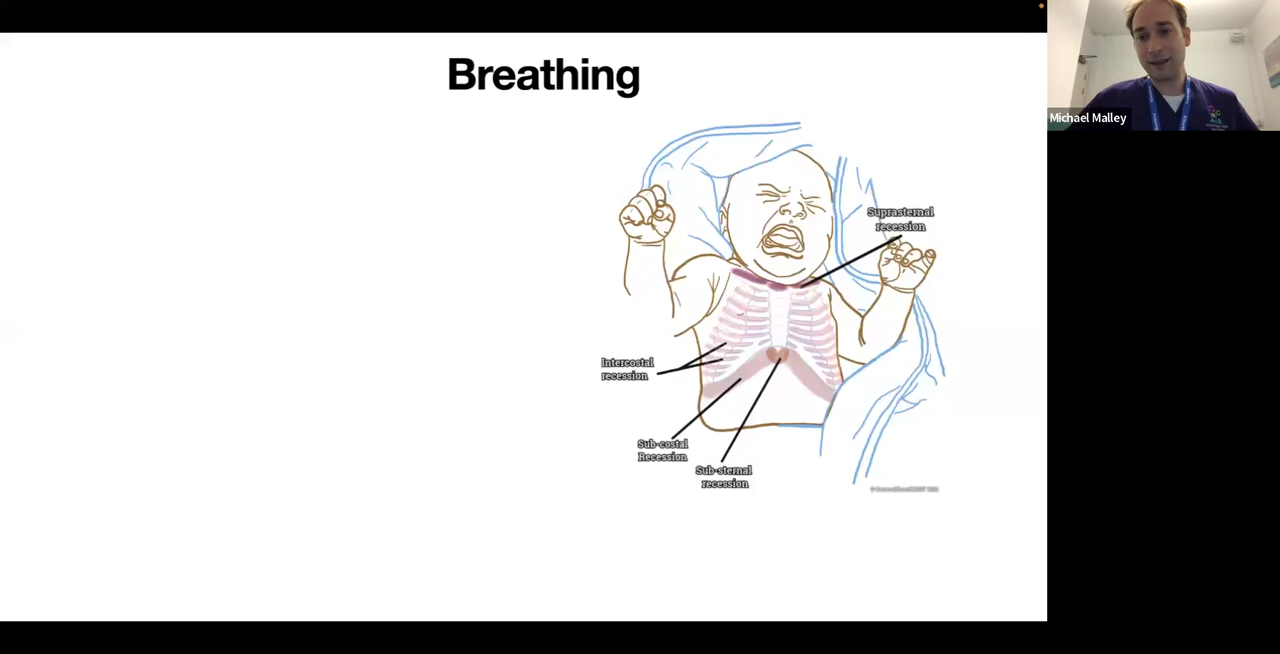 Breathing
Michael Malley
Suprasternal
recession
Intercostal
recession
Sub-costal
Recession
Sub-sternal
recession